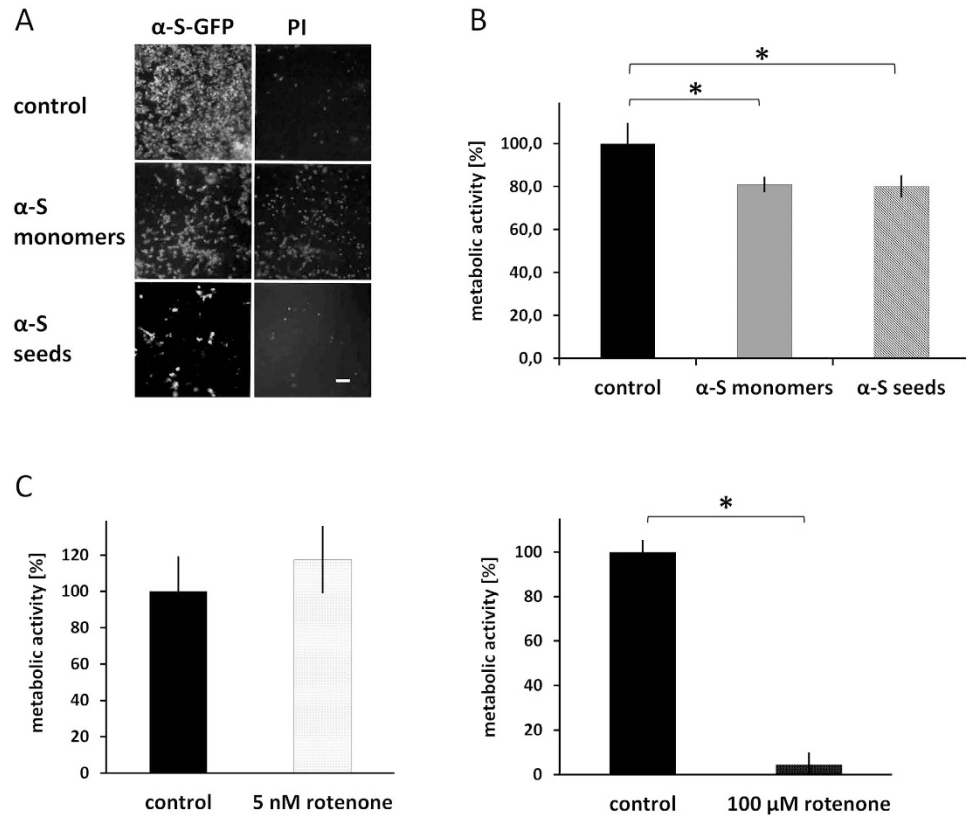 A
α-S-GFP PI
control
α-S
monomers
α-S
seeds
B
*
*
metabolic activity [%]
100,0
80,0
60,0
40,0
20,0
0,0
control α-S monomers α-S seeds
C
metabolic activity [%]
120
100
80
60
40
20
0
control 5 nM rotenone
*
metabolic activity [%]
100
80
60
40
20
0
control 100 µM rotenone